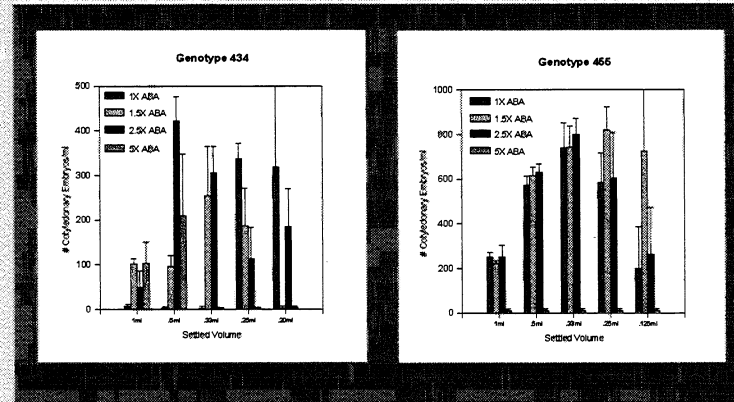 Genotype 434
500
400
300
200
100
0
# Cotyledonary Embryos/ml
1X ABA
1.5X ABA
2.5X ABA
5X ABA
1ml .5ml .33ml .25ml .20ml
Settled Volume
Genotype 456
1000
800
600
400
200
0
# Cotyledonary Embryos/ml
1X ABA
1.5X ABA
2.5X ABA
5X ABA
1ml .5ml .33ml .25ml .125ml
Settled Volume